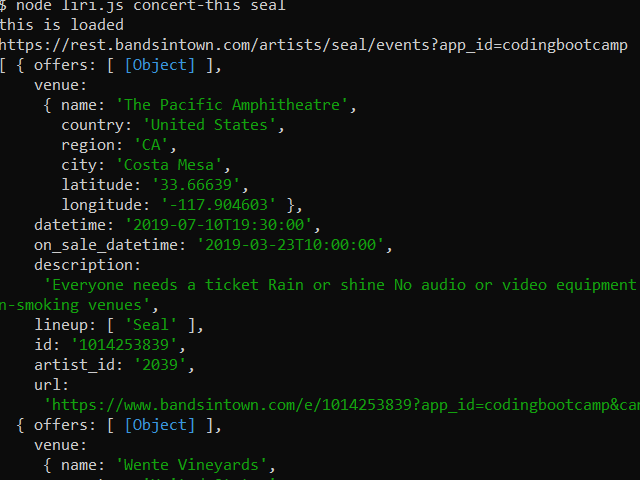 $ node liri.js concert-this seal
this is loaded
https://rest.bandsintown.com/artists/seal/events?app_id=codingbootcamp
[ { offers: [ [Object] ],
venue:
{ name: 'The Pacific Amphitheatre',
country: 'United States',
region: 'CA',
city: 'Costa Mesa',
latitude: '33.66639',
longitude: '-117.904603' },
datetime: '2019-07-10T19:30:00',
on_sale_datetime: '2019-03-23T10:00:00',
description:
'Everyone needs a ticket Rain or shine No audio or video equipment
n-smoking venues',
lineup: [ 'Seal' ],
id: '1014253839',
artist_id: '2039',
url:
'https://www.bandsintown.com/e/1014253839?app_id=codingbootcamp&ca
{ offers: [ [Object] ],
venue:
{ name: 'Wente Vineyards',